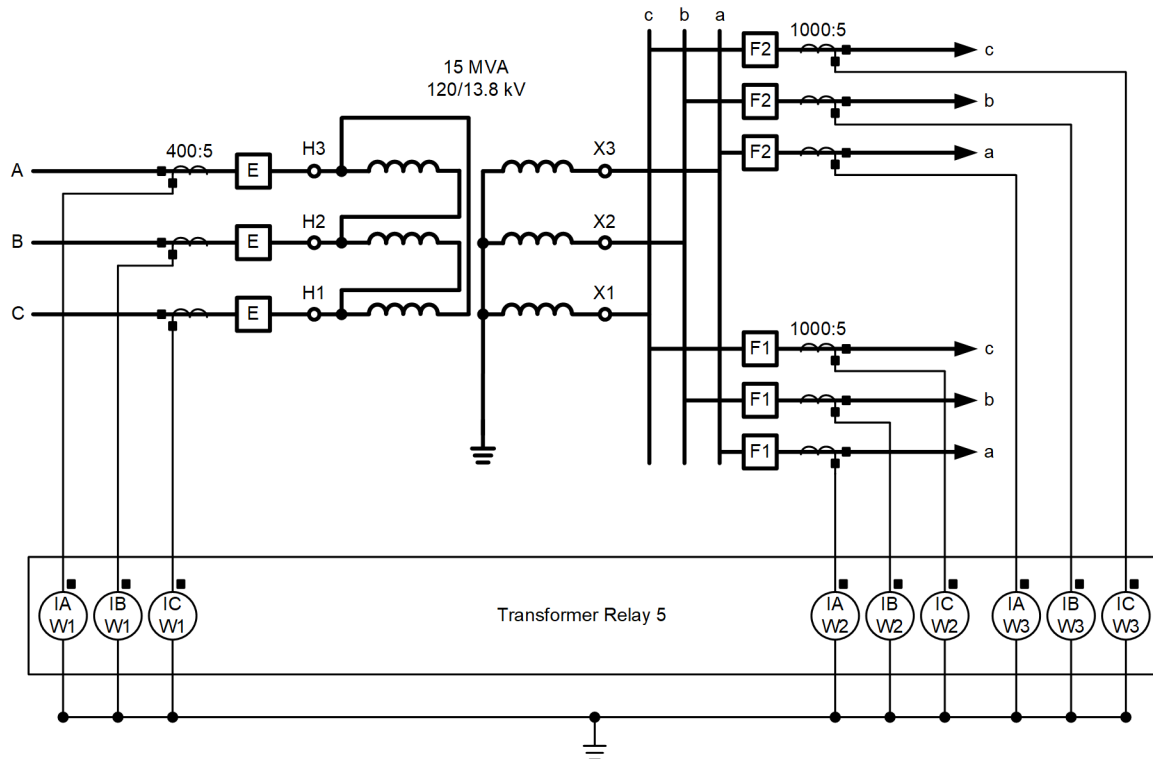 c b a
1000:5
F2 c
15 MVA
120/13.8 kV
F2 b
400:5 H3 X3 F2 a
A E
H2 X2
B E
H1 X1
C E
1000:5
F1 c
F1 b
F1 a
IA IB IC IA IB IC IA IB IC
W1 W1 W1 Transformer Relay 5 W2 W2 W2 W3 W3 W3